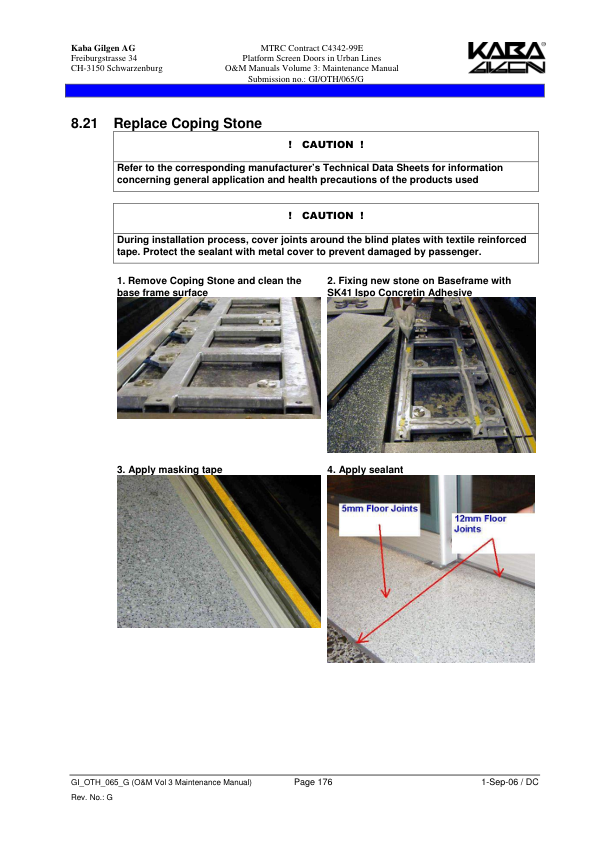 Kaba Gilgen AG
Freiburgstrasse 34
CH-3150 Schwarzenburg
MTRC Contract C4342-99E
Platform Screen Doors in Urban Lines
O&M Manuals Volume 3: Maintenance Manual
Submission no.: GI/OTH/065/G
KABA®
GILGEN
8.21 Replace Coping Stone
! CAUTION !
Refer to the corresponding manufacturer's Technical Data Sheets for information
concerning general application and health precautions of the products used
! CAUTION !
During installation process, cover joints around the blind plates with textile reinforced
tape. Protect the sealant with metal cover to prevent damaged by passenger.
1. Remove Coping Stone and clean the
base frame surface
2. Fixing new stone on Baseframe with
SK41 Ispo Concretin Adhesive
3. Apply masking tape
4. Apply sealant
5mm Floor Joints
12mm Floor
Joints
GI_OTH_065_G (O&M Vol 3 Maintenance Manual)
Page 176
1-Sep-06 / DC
Rev. No.: G